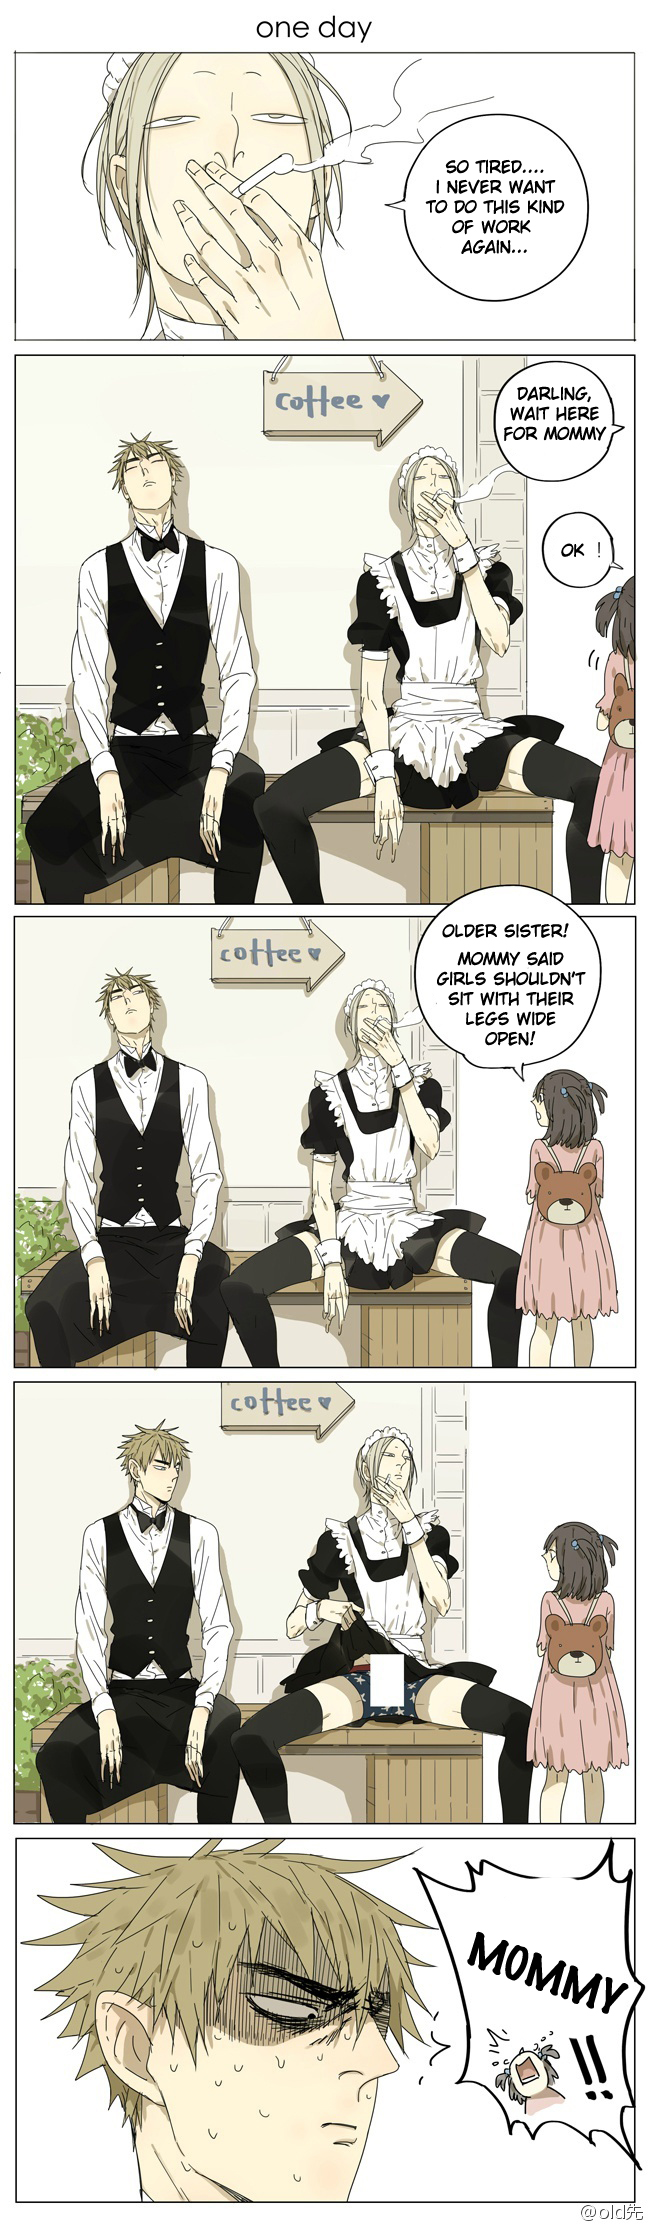 one day
SO TIRED....
I NEVER WANT
TO DO THIS KIND
OF WORK
AGAIN...
coffee
DARLING,
WAIT HERE
FOR MOMMY
OK !
coffee
OLDER SISTER!
MOMMY SAID
GIRLS SHOULDN'T
SIT WITH THEIR
LEGS WIDE
OPEN!
coffee
MOMMY
!!
@old先